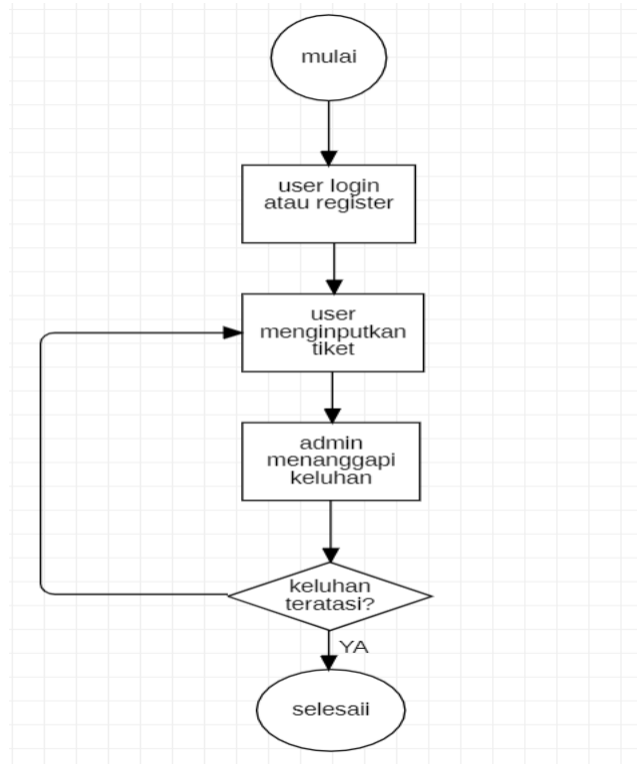 mulai
user login
atau register
user
menginputkan
tiket
admin
menanggapi
keluhan
keluhan
teratasi?
YA
selesaii